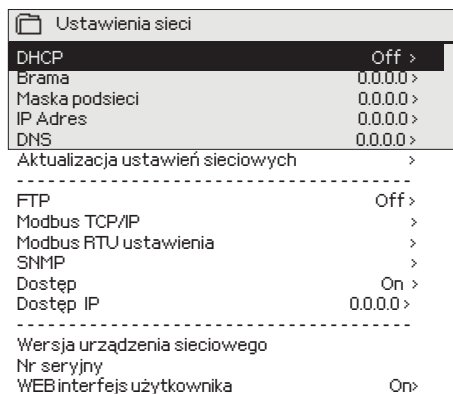 Ustawienia sieci
DHCP Off >
Brama 0.0.0.0 >
Maska podsieci 0.0.0.0 >
IP Adres 0.0.0.0 >
DNS 0.0.0.0 >
Aktualizacja ustawień sieciowych >
- - - - - - - - - - - - - - - - - - - - - - - - - - - - - - - - - - - - - -
FTP Off >
Modbus TCP/IP >
Modbus RTU ustawienia >
SNMP >
Dostęp On >
Dostęp IP 0.0.0.0 >
- - - - - - - - - - - - - - - - - - - - - - - - - - - - - - - - - - - - - -
Wersja urządzenia sieciowego
Nr seryjny
WEB interfejs użytkownika On>